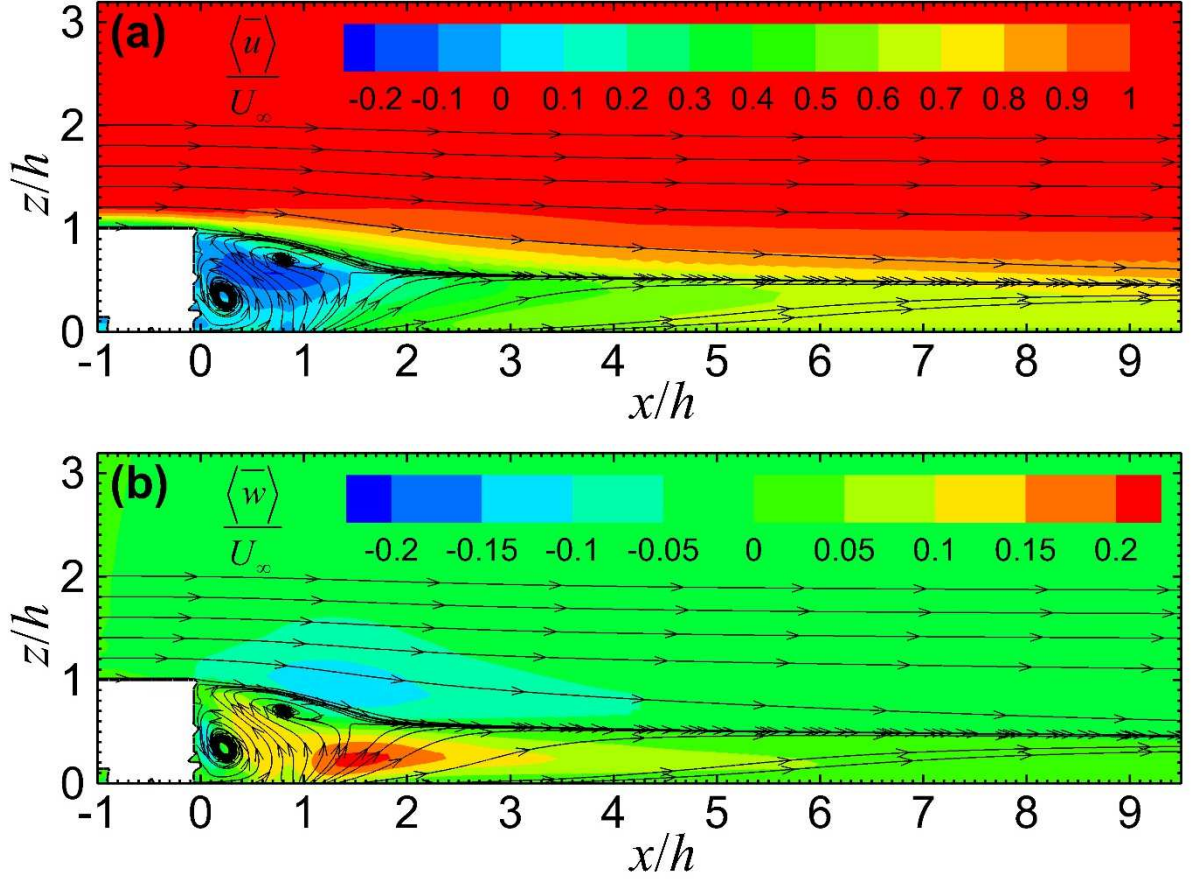 (a)
⟨u̅⟩
U∞
-0.2 -0.1 0 0.1 0.2 0.3 0.4 0.5 0.6 0.7 0.8 0.9 1
z/h
3
2
1
0
-1 0 1 2 3 4 5 6 7 8 9
x/h
(b)
⟨w̅⟩
U∞
-0.2 -0.15 -0.1 -0.05 0 0.05 0.1 0.15 0.2
z/h
3
2
1
0
-1 0 1 2 3 4 5 6 7 8 9
x/h